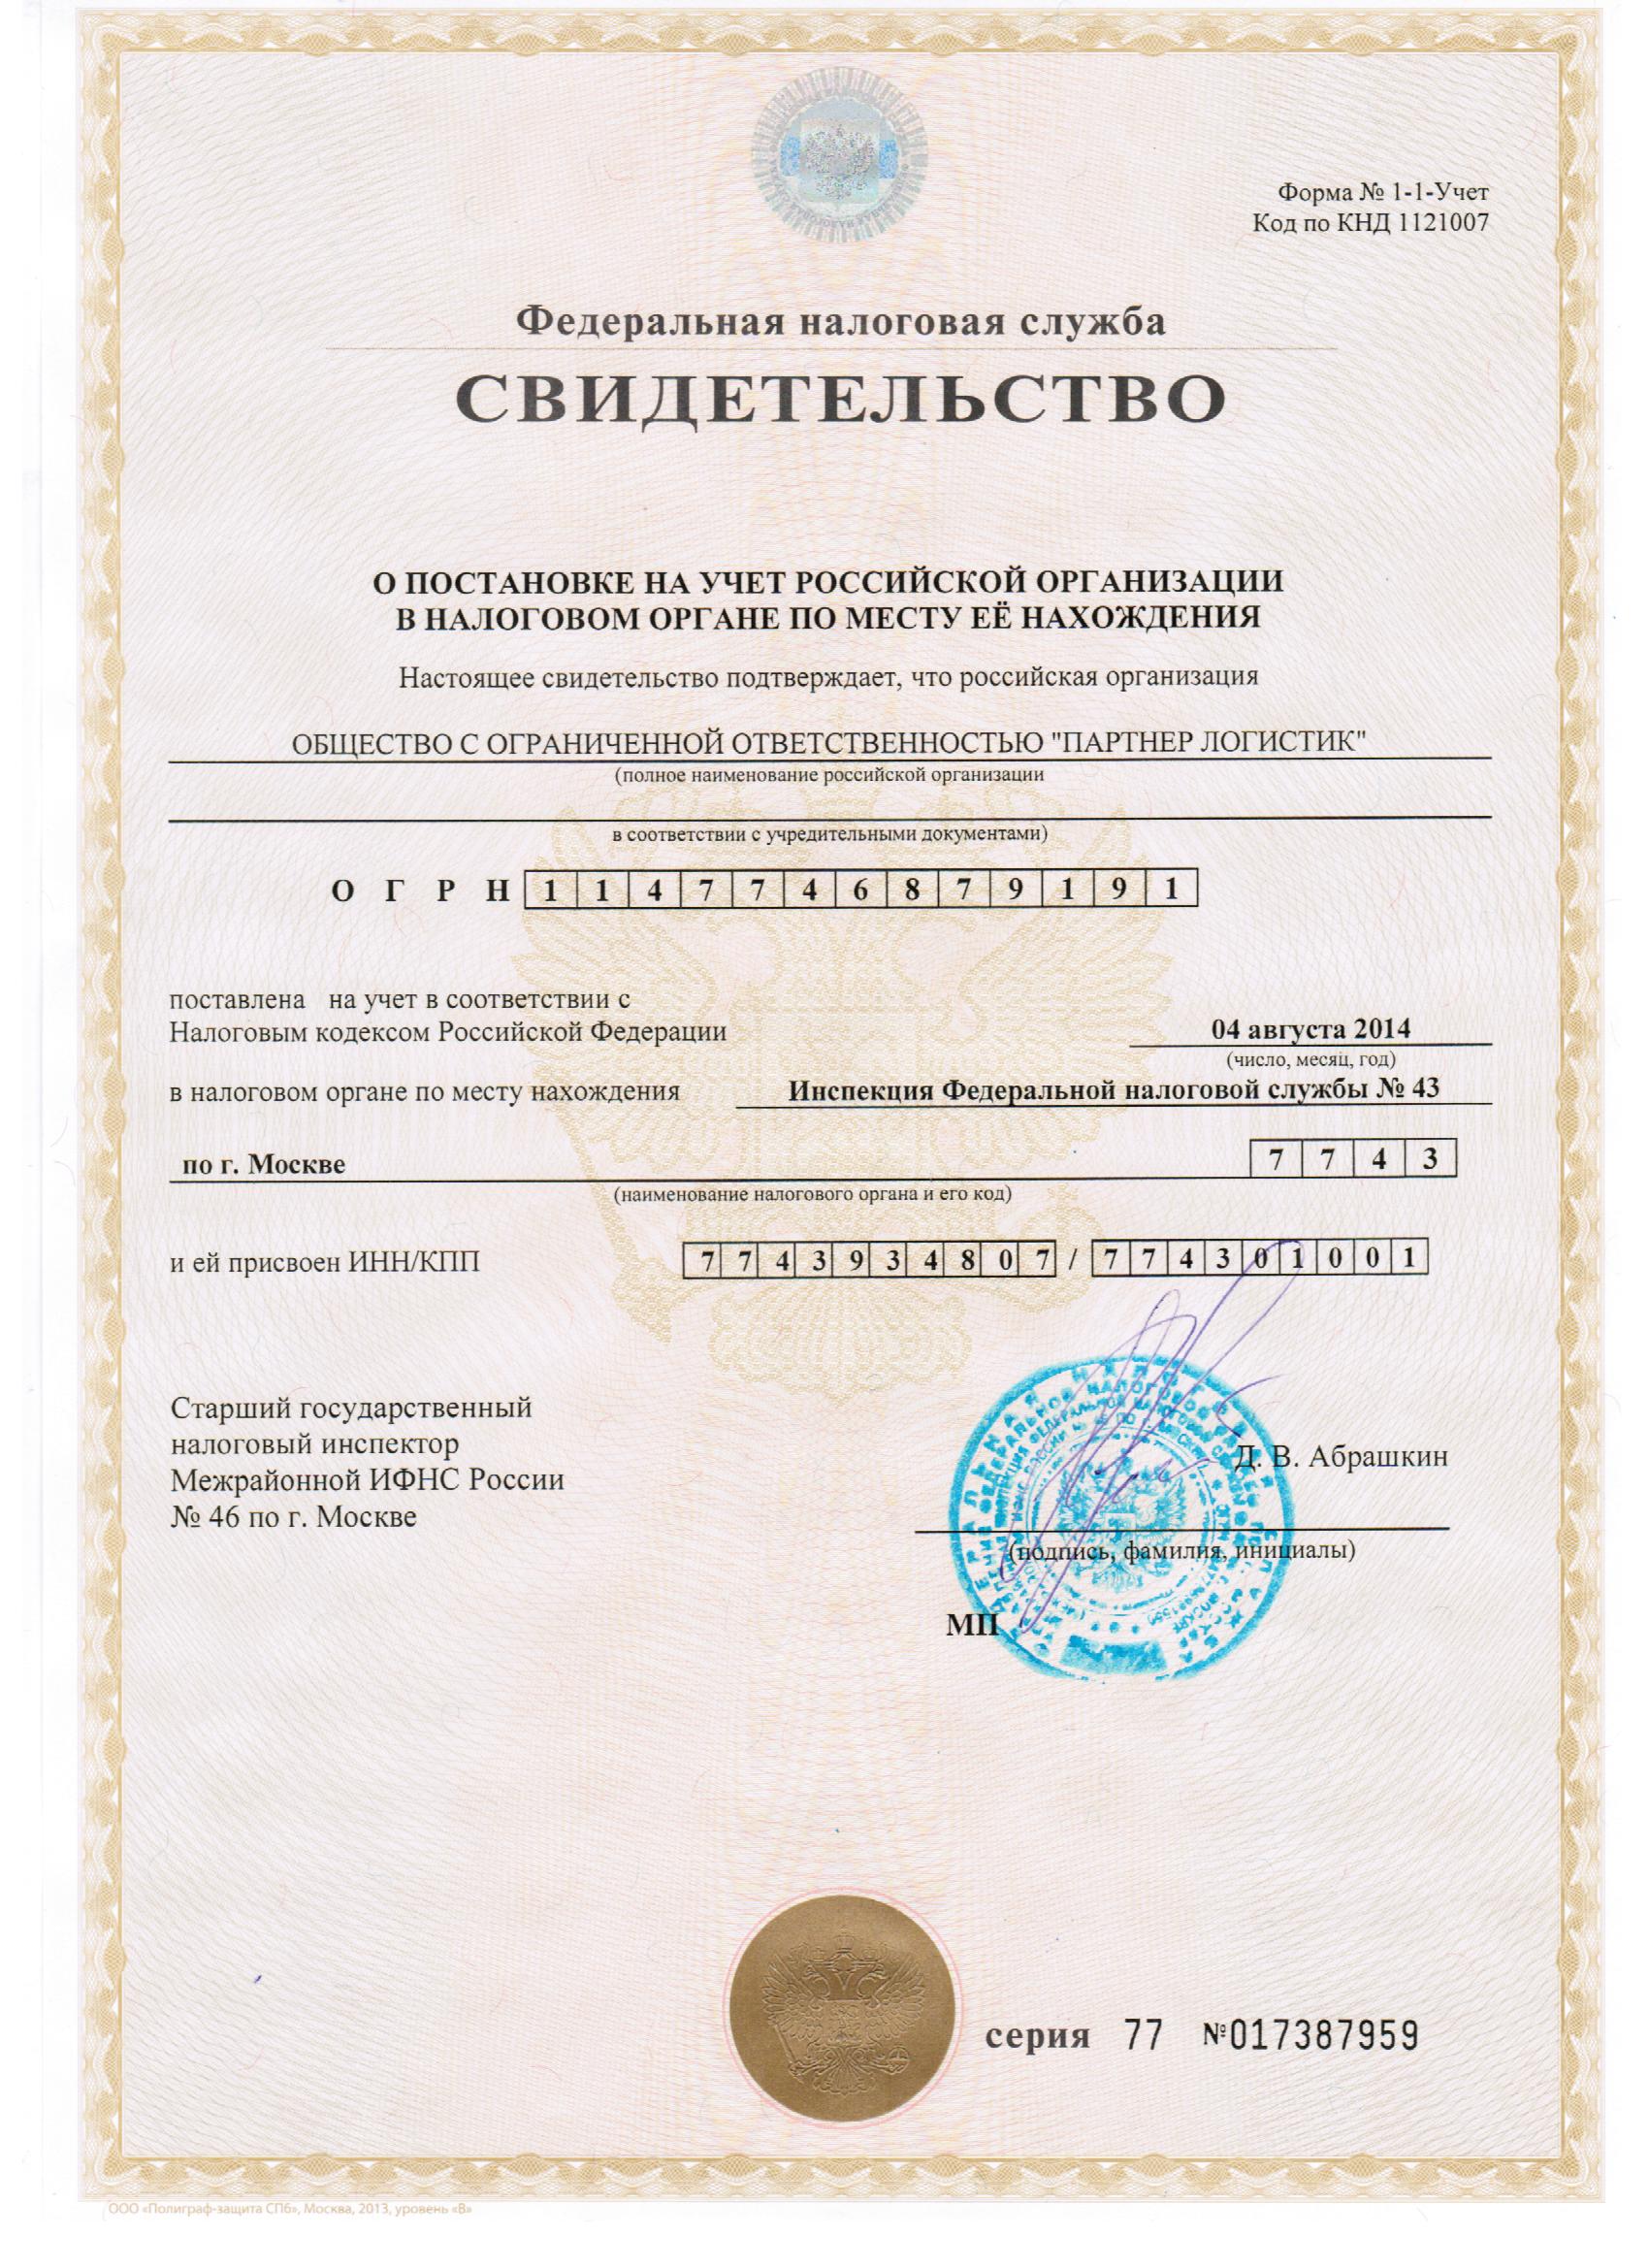 Форма № 1-1-Учет
Код по КНД 1121007
Федеральная налоговая служба
СВИДЕТЕЛЬСТВО
О ПОСТАНОВКЕ НА УЧЕТ РОССИЙСКОЙ ОРГАНИЗАЦИИ
В НАЛОГОВОМ ОРГАНЕ ПО МЕСТУ ЕЁ НАХОЖДЕНИЯ
Настоящее свидетельство подтверждает, что российская организация
ОБЩЕСТВО С ОГРАНИЧЕННОЙ ОТВЕТСТВЕННОСТЬЮ "ПАРТНЕР ЛОГИСТИК"
(полное наименование российской организации
в соответствии с учредительными документами)
О Г Р Н 1 1 4 7 7 4 6 8 7 9 1 9 1
поставлена на учет в соответствии с
Налоговым кодексом Российской Федерации 04 августа 2014
(число, месяц, год)
в налоговом органе по месту нахождения Инспекция Федеральной налоговой службы № 43
по г. Москве 7 7 4 3
(наименование налогового органа и его код)
и ей присвоен ИНН/КПП 7 7 4 3 9 3 4 8 0 7 / 7 7 4 3 0 1 0 0 1
Старший государственный
налоговый инспектор
Межрайонной ИФНС России
№ 46 по г. Москве
Д. В. Абрашкин
(подпись, фамилия, инициалы)
МП
серия 77 №017387959
ООО «Полиграф-защита СПб», Москва, 2013, уровень «В»